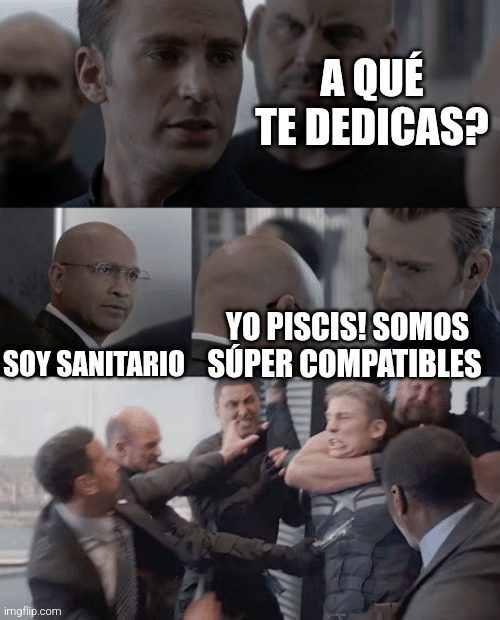 A QUÉ
TE DEDICAS?
SOY SANITARIO
YO PISCIS! SOMOS
SÚPER COMPATIBLES
imgflip.com